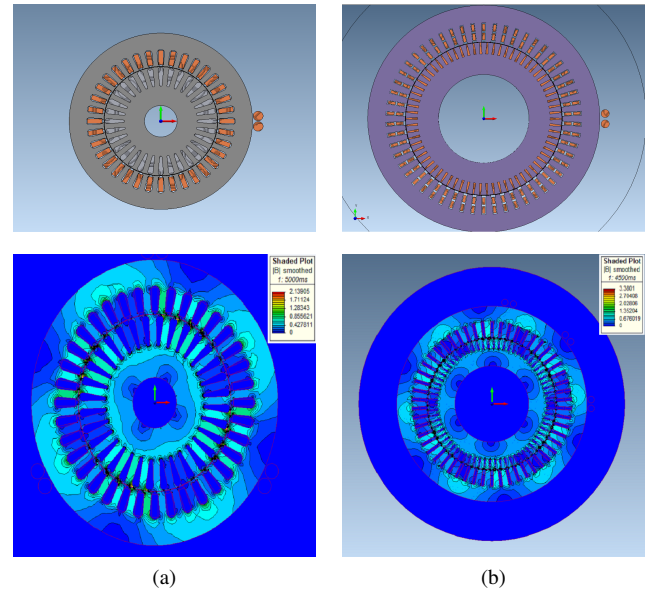 Shaded Plot
|B| smoothed
t: 5000ms
2.13905
1.71124
1.28343
0.855621
0.427811
0
Shaded Plot
|B| smoothed
t: 4500ms
3.3801
2.70408
2.02806
1.35204
0.676019
0
(a)
(b)